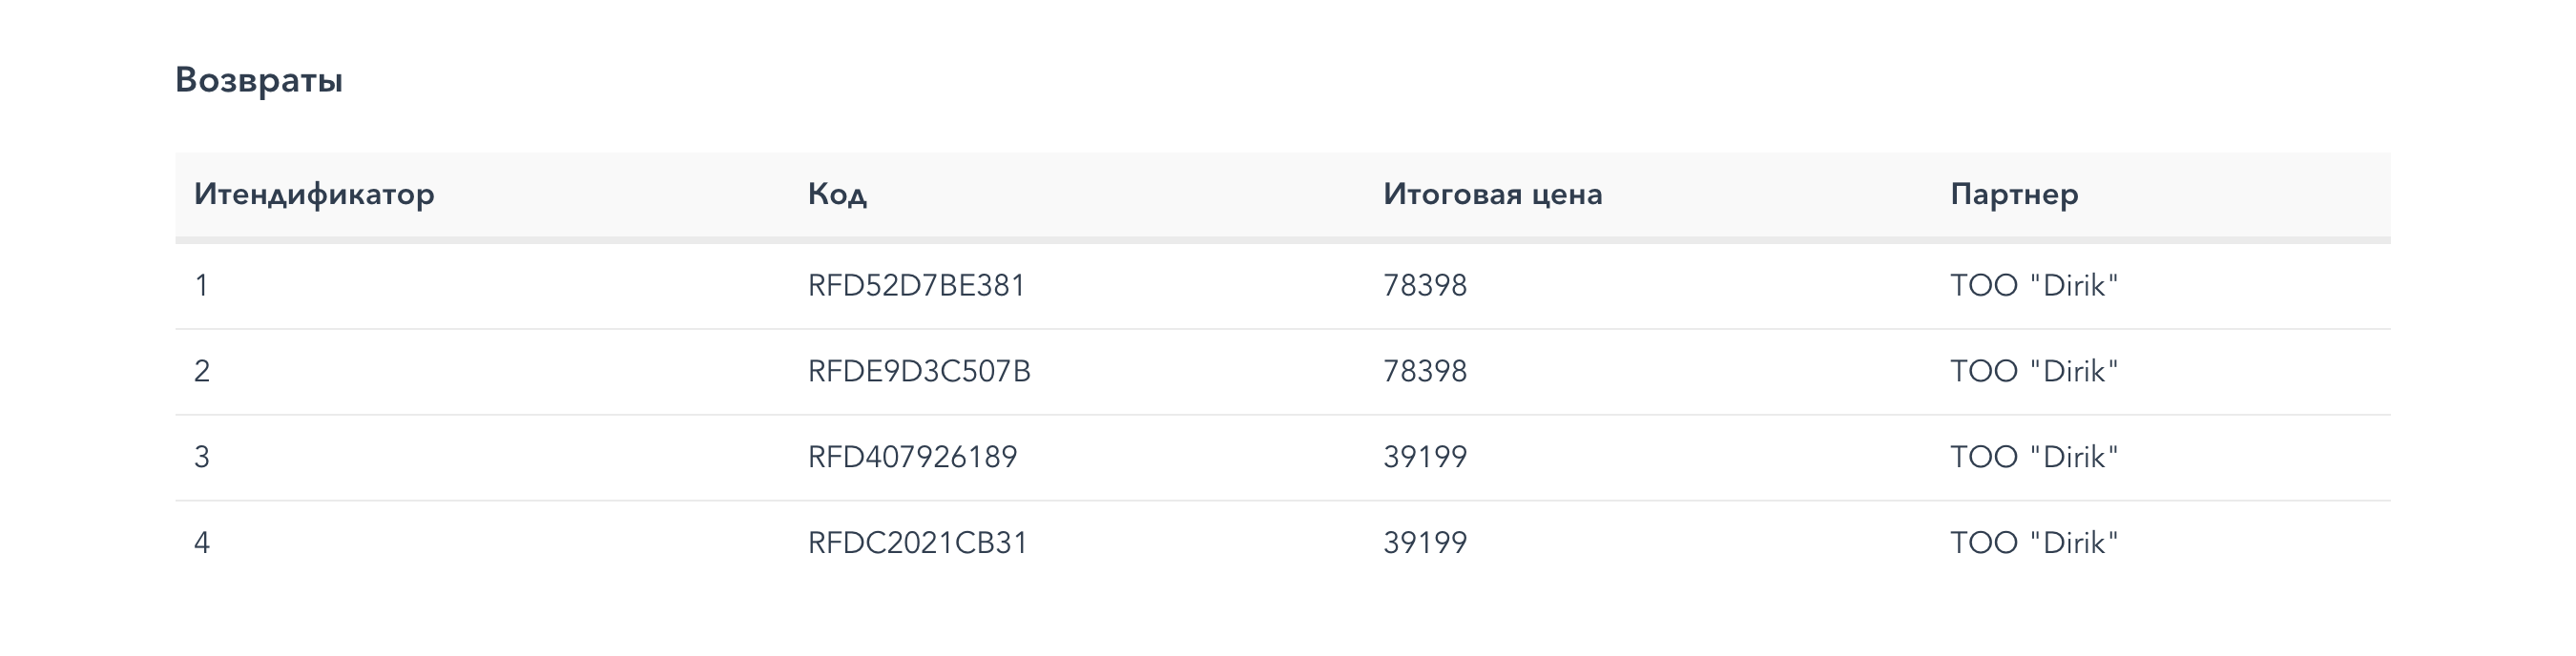 Возвраты
Итендификатор Код Итоговая цена Партнер
1 RFD52D7BE381 78398 ТОО "Dirik"
2 RFDE9D3C507B 78398 ТОО "Dirik"
3 RFD407926189 39199 ТОО "Dirik"
4 RFDC2021CB31 39199 ТОО "Dirik"